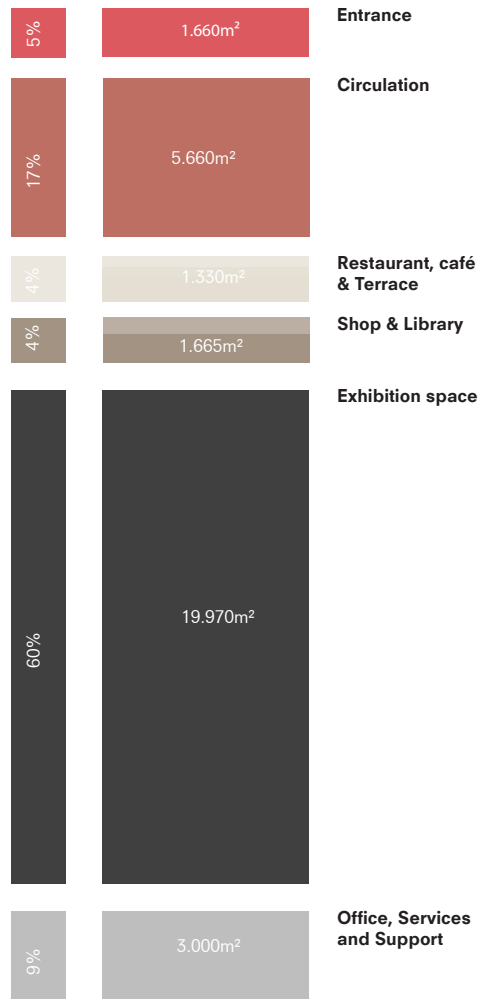 5%
1.660m²
Entrance
17%
5.660m²
Circulation
4%
1.330m²
Restaurant, café
& Terrace
4%
1.665m²
Shop & Library
60%
19.970m²
Exhibition space
9%
3.000m²
Office, Services
and Support